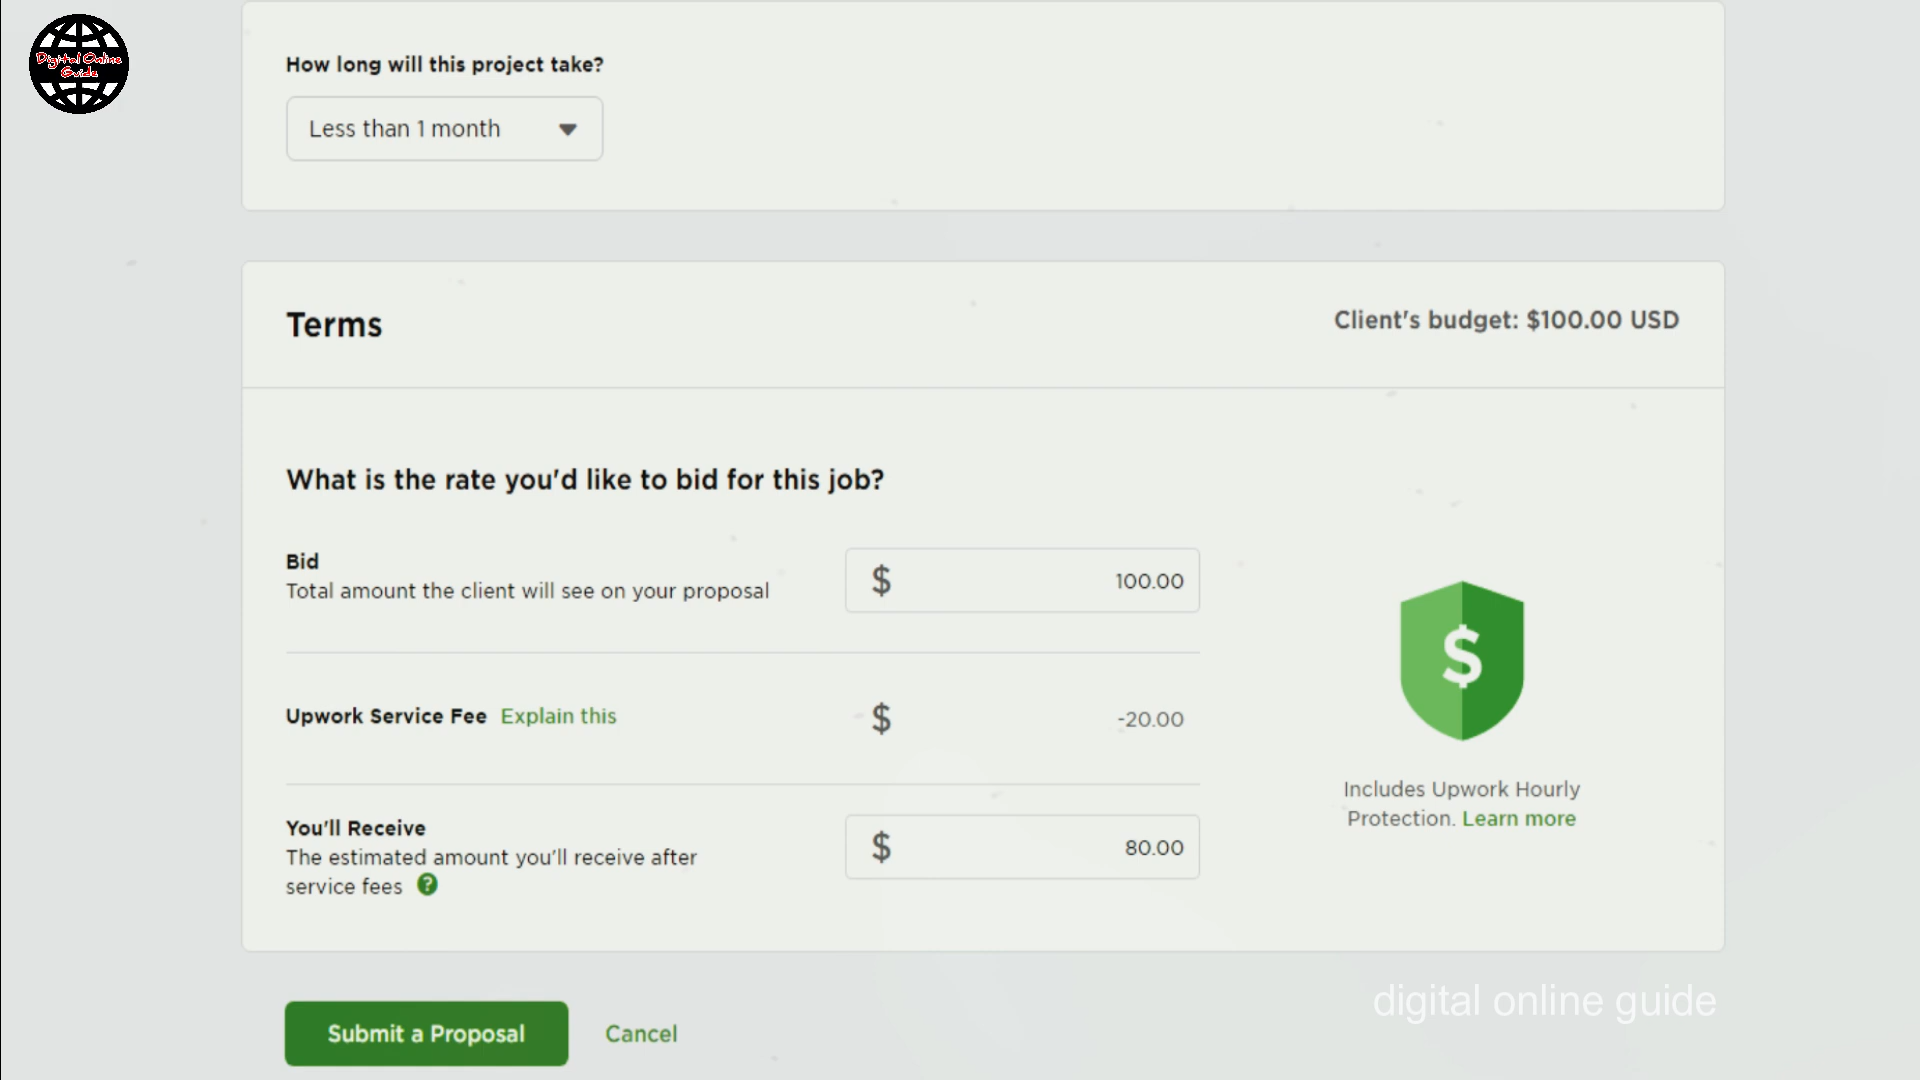 Digital Online
Guide
How long will this project take?
Less than 1 month
Terms
Client's budget: $100.00 USD
What is the rate you'd like to bid for this job?
Bid
Total amount the client will see on your proposal
$ 100.00
Upwork Service Fee Explain this
$ -20.00
You'll Receive
The estimated amount you'll receive after
service fees ?
$ 80.00
$
Includes Upwork Hourly
Protection. Learn more
Submit a Proposal
Cancel
digital online guide